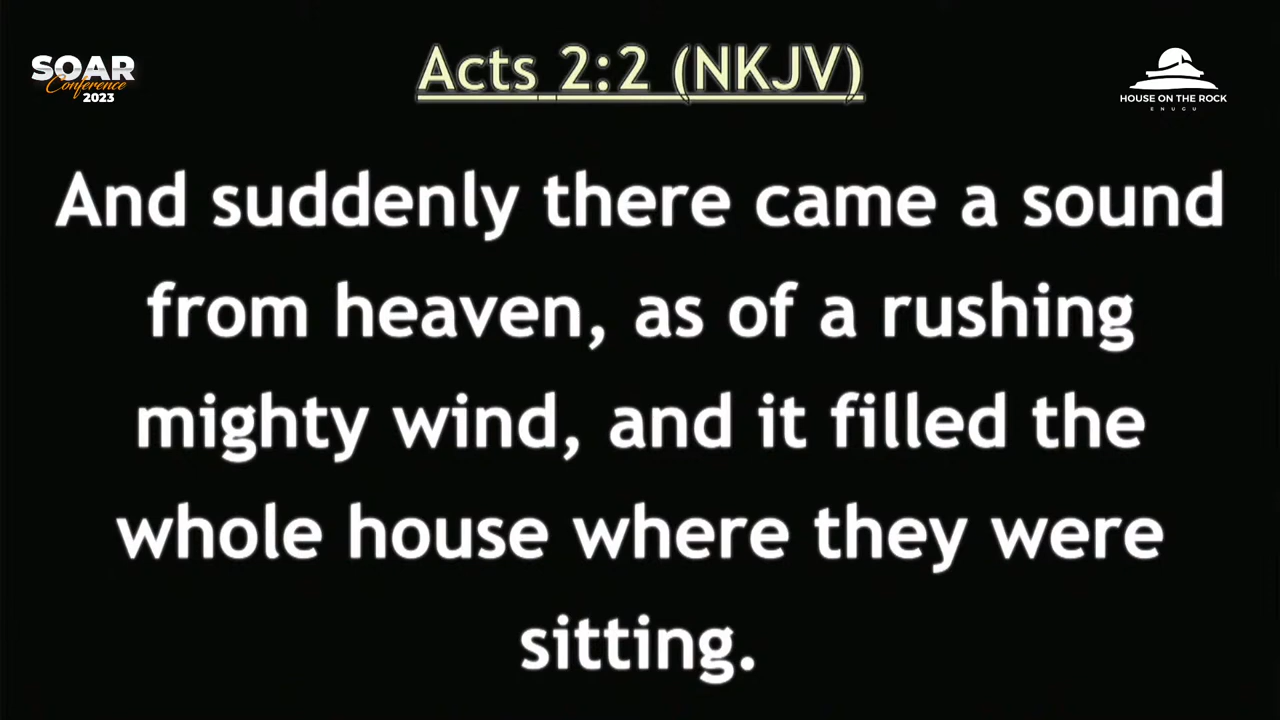 SOAR
Conference
2023
Acts 2:2 (NKJV)
HOUSE ON THE ROCK
ENUGU
And suddenly there came a sound
from heaven, as of a rushing
mighty wind, and it filled the
whole house where they were
sitting.